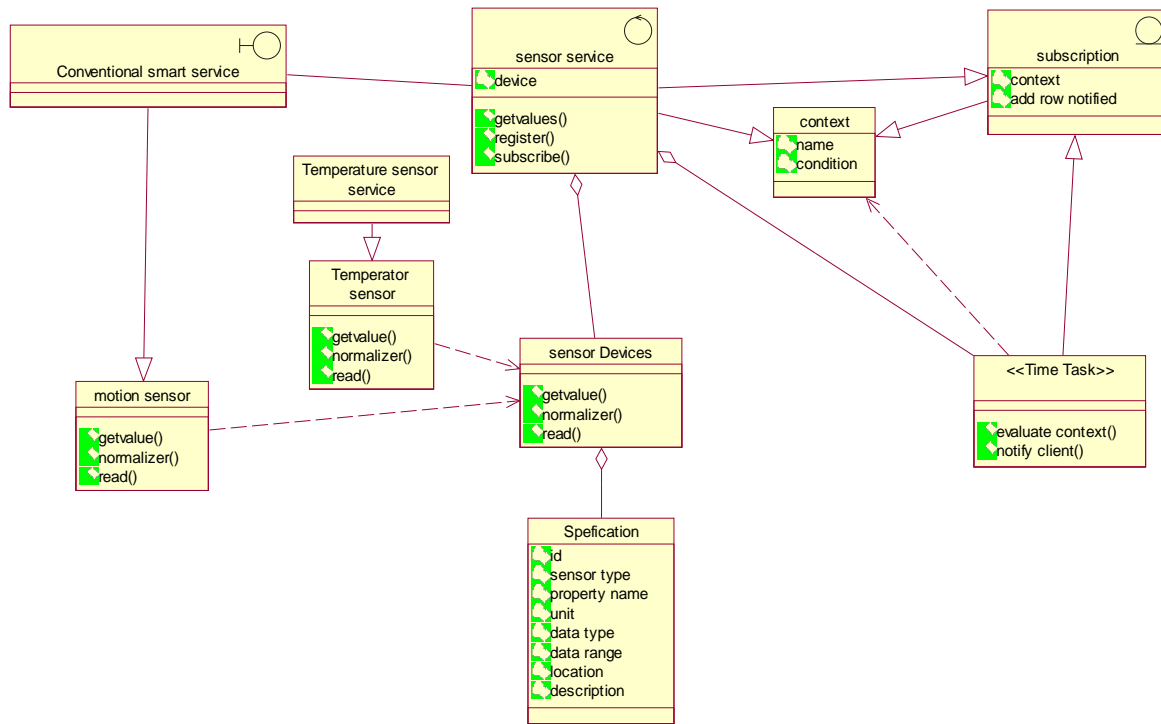 Conventional smart service
sensor service
device
getvalues()
register()
subscribe()
subscription
context
add row notified
context
name
condition
Temperature sensor
service
Temperator
sensor
getvalue()
normalizer()
read()
motion sensor
getvalue()
normalizer()
read()
sensor Devices
getvalue()
normalizer()
read()
<<Time Task>>
evaluate context()
notify client()
Spefication
id
sensor type
property name
unit
data type
data range
location
description